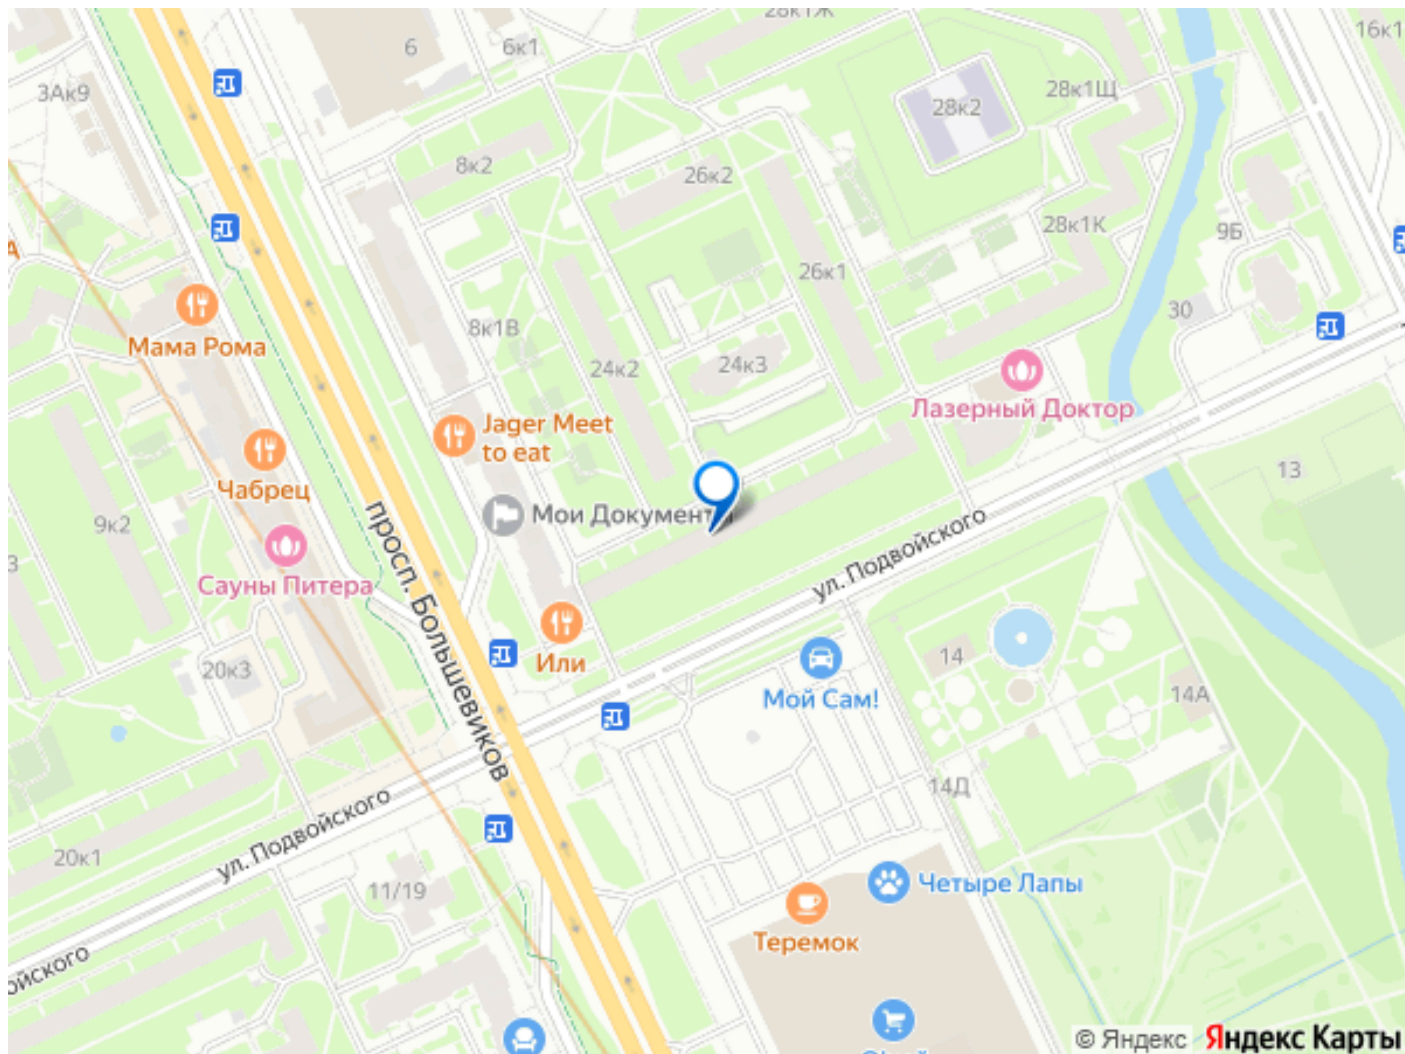 28к1Ж
16к1
6
6к1
3Ак9
28к1Щ
28к2
8к2
26к2
28к1К
9Б
26к1
30
Мама Рома
8к1В
24к2
24к3
Лазерный Доктор
Jager Meet
to eat
Чабрец
13
9к2
Мои Документы
просп. Большевиков
ул. Подвойского
Сауны Питера
Или
14
20к3
Мой Сам!
14А
14Д
ул. Подвойского
20к1
11/19
Четыре Лапы
Теремок
© Яндекс Яндекс Карты